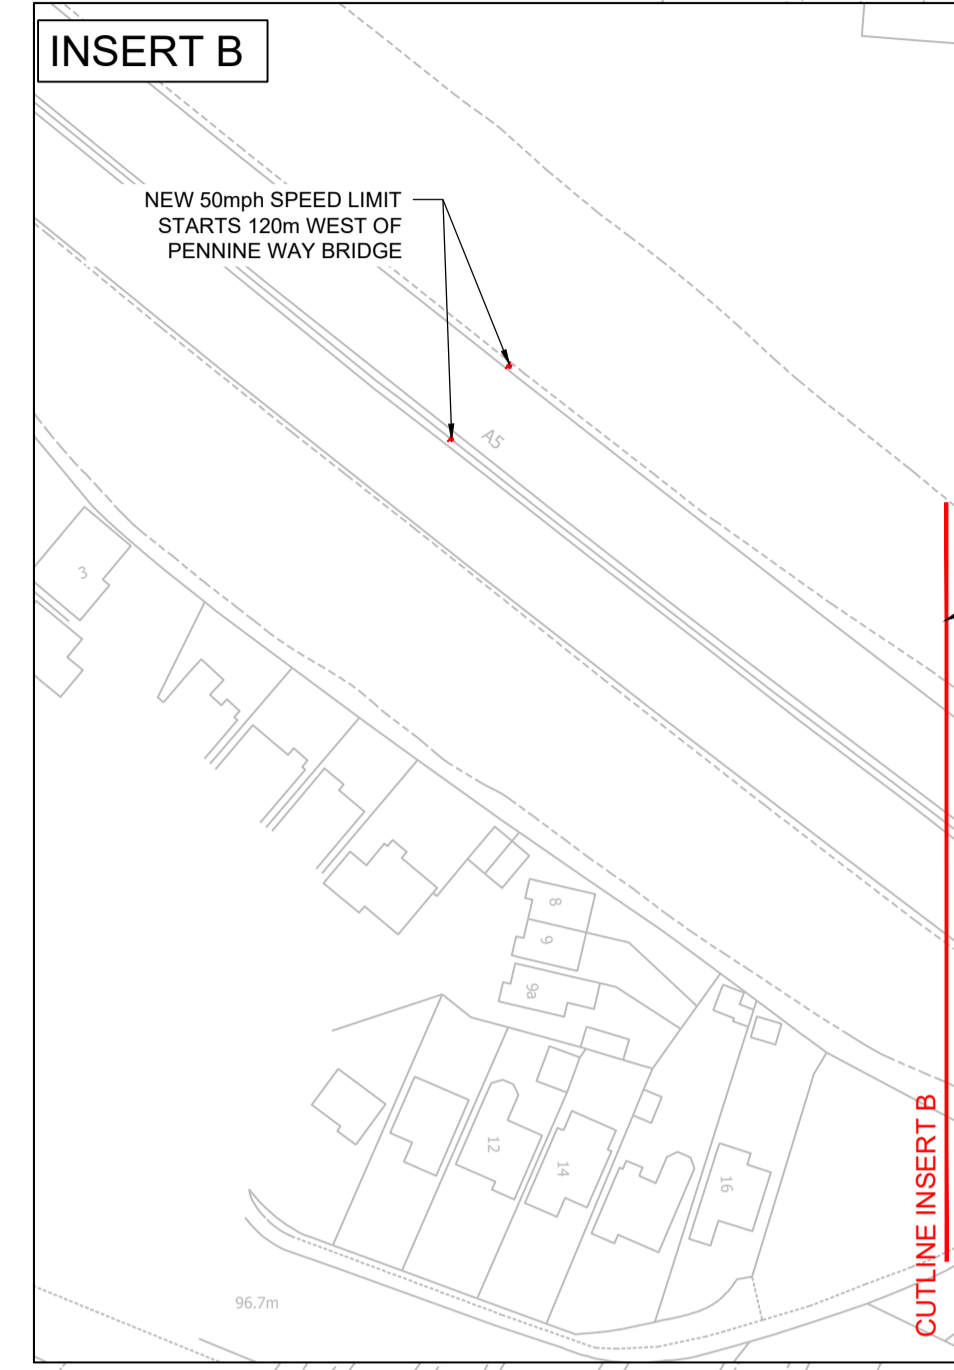 INSERT B
NEW 50mph SPEED LIMIT
STARTS 120m WEST OF
PENNINE WAY BRIDGE
A5
3
8
9
9a
12
14
16
96.7m
CUTLINE INSERT B